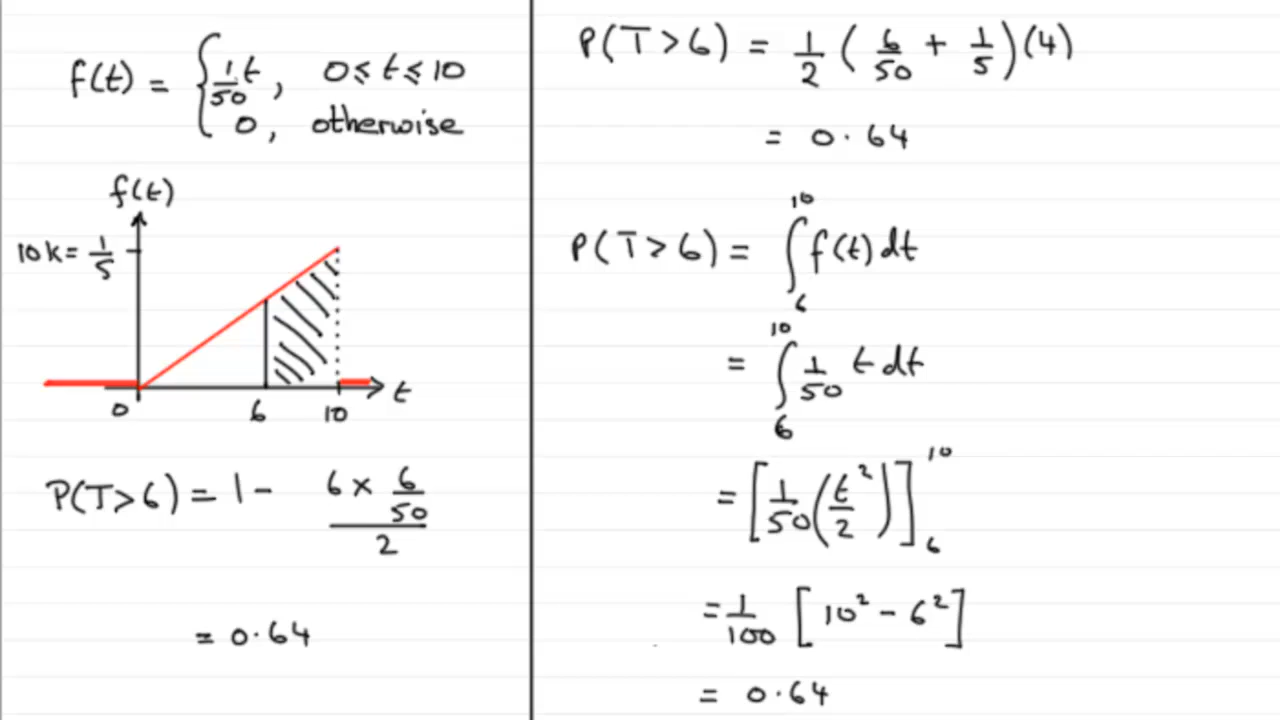 f(t) = { 1/50 t, 0 ≤ t ≤ 10
0, otherwise
f(t)
10k = 1/5
0 6 10 t
P(T > 6) = 1 - (6 × 6/50)/2
= 0.64
P(T > 6) = 1/2 ( 6/50 + 1/5 )(4)
= 0.64
P(T > 6) = ∫₆¹⁰ f(t) dt
= ∫₆¹⁰ 1/50 t dt
= [ 1/50 ( t²/2 ) ]₆¹⁰
= 1/100 [ 10² - 6² ]
= 0.64